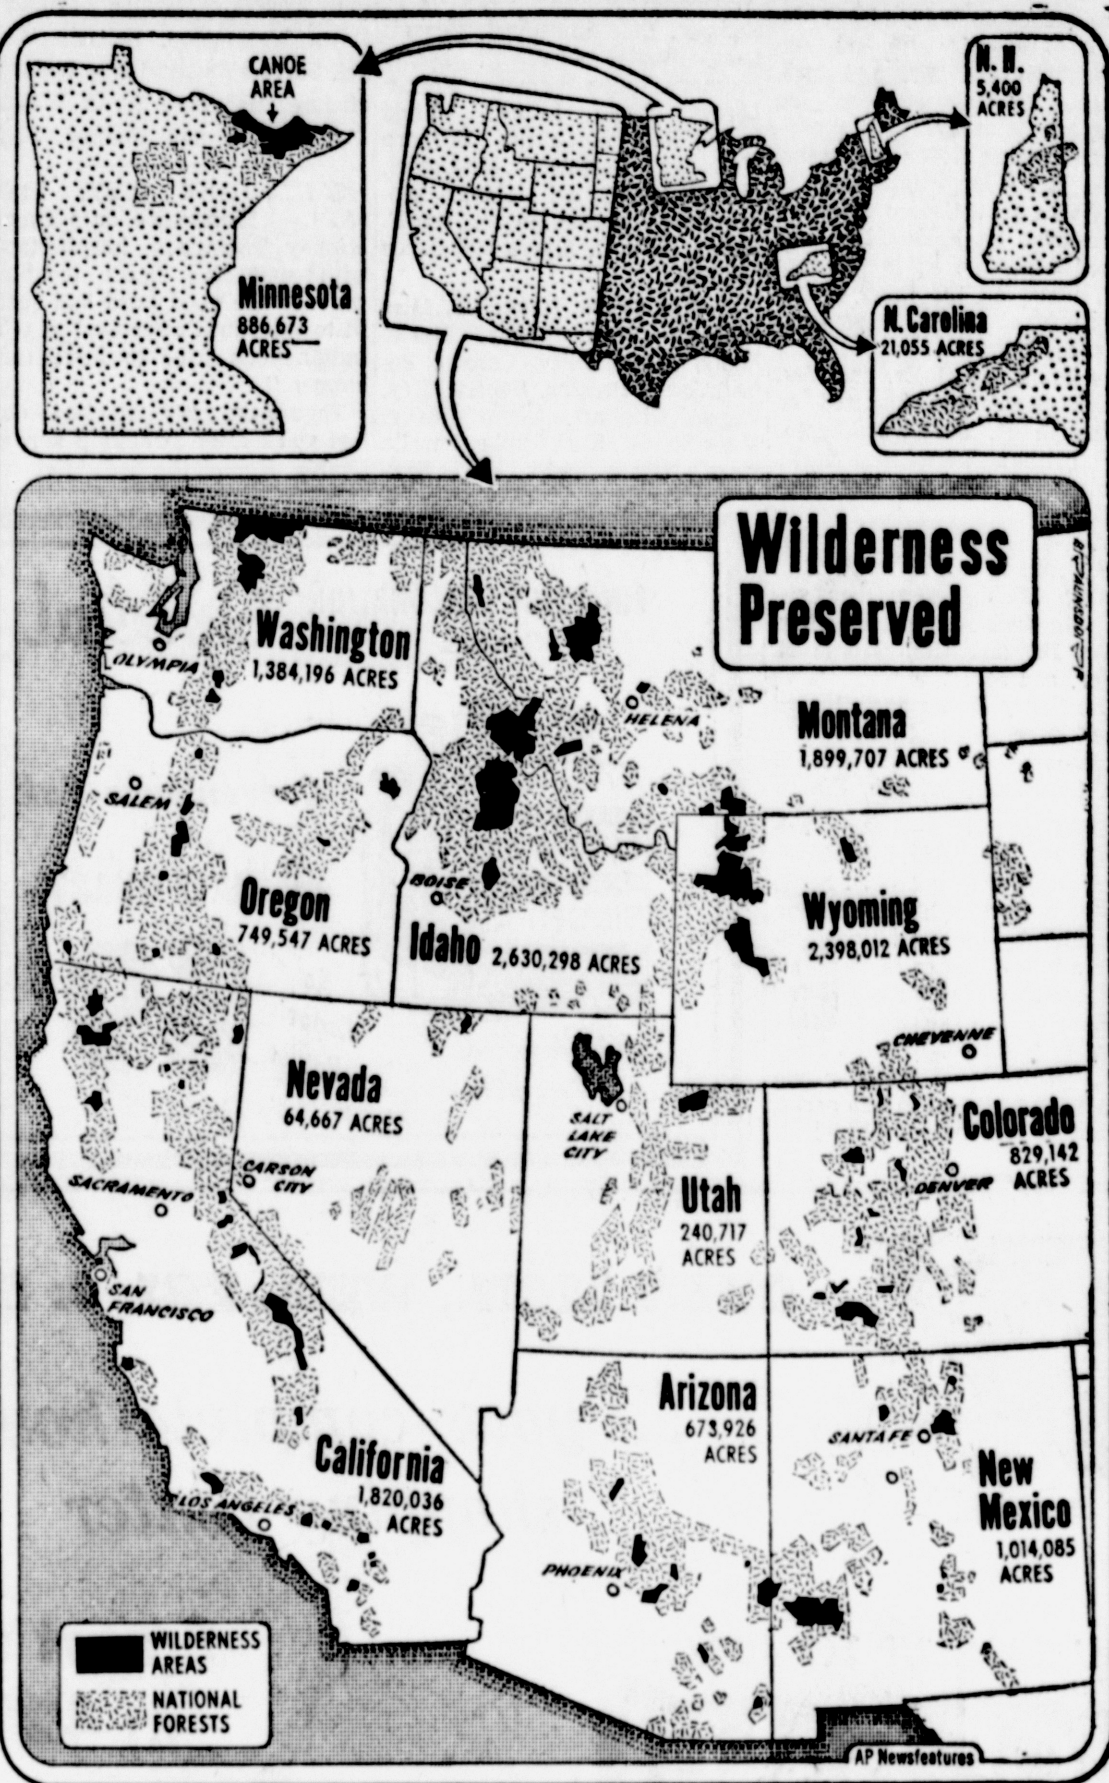 CANOE
AREA
Minnesota
886,673
ACRES
N. H.
5,400
ACRES
N. Carolina
21,055 ACRES
Wilderness
Preserved
Washington
1,384,196 ACRES
OLYMPIA
HELENA
Montana
1,899,707 ACRES
SALEM
Oregon
749,547 ACRES
BOISE
Idaho 2,630,298 ACRES
Wyoming
2,398,012 ACRES
CHEYENNE
Nevada
64,667 ACRES
SALT
LAKE
CITY
Colorado
829,142
ACRES
DENVER
CARSON
CITY
SACRAMENTO
Utah
240,717
ACRES
SAN
FRANCISCO
Arizona
673,926
ACRES
SANTA FE
California
1,820,036
ACRES
LOS ANGELES
New
Mexico
1,014,085
ACRES
PHOENIX
WILDERNESS
AREAS
NATIONAL
FORESTS
AP Newsfeatures